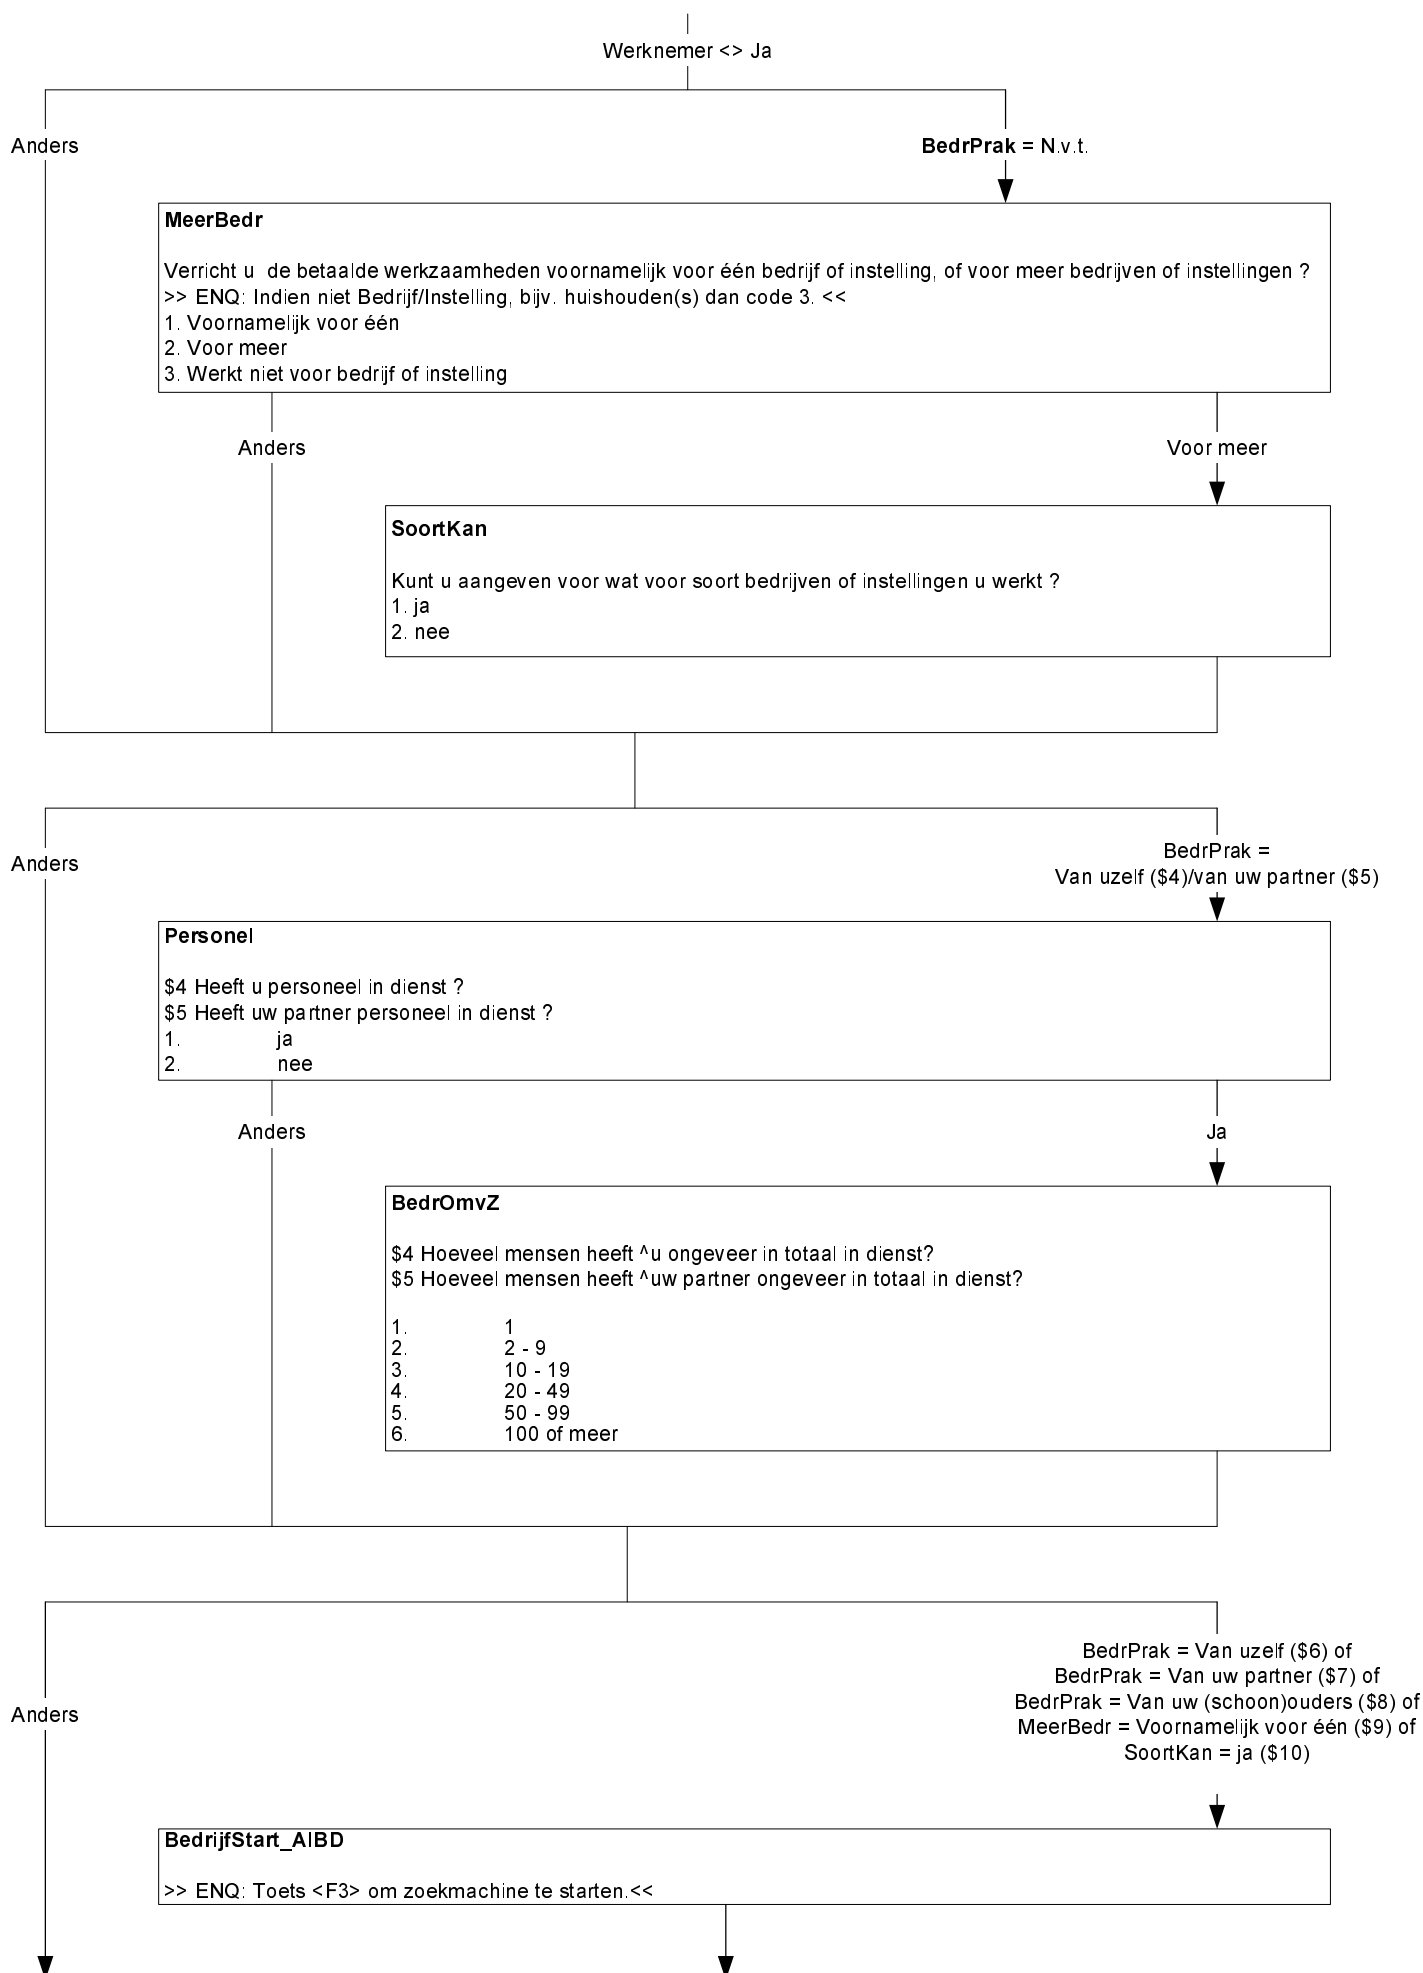 Werknemer <> Ja
Anders
BedrPrak = N.v.t.
MeerBedr
Verricht u  de betaalde werkzaamheden voornamelijk voor één bedrijf of instelling, of voor meer bedrijven of instellingen ?
>> ENQ: Indien niet Bedrijf/Instelling, bijv. huishouden(s) dan code 3. <<
1. Voornamelijk voor één
2. Voor meer
3. Werkt niet voor bedrijf of instelling
Anders
Voor meer
SoortKan
Kunt u aangeven voor wat voor soort bedrijven of instellingen u werkt ?
1. ja
2. nee
Anders
BedrPrak =
Van uzelf ($4)/van uw partner ($5)
Personel
$4 Heeft u personeel in dienst ?
$5 Heeft uw partner personeel in dienst ?
1. ja
2. nee
Anders
Ja
BedrOmvZ
$4 Hoeveel mensen heeft ^u ongeveer in totaal in dienst?
$5 Hoeveel mensen heeft ^uw partner ongeveer in totaal in dienst?
1. 1
2. 2 - 9
3. 10 - 19
4. 20 - 49
5. 50 - 99
6. 100 of meer
Anders
BedrPrak = Van uzelf ($6) of
BedrPrak = Van uw partner ($7) of
BedrPrak = Van uw (schoon)ouders ($8) of
MeerBedr = Voornamelijk voor één ($9) of
SoortKan = ja ($10)
BedrijfStart_AIBD
>> ENQ: Toets <F3> om zoekmachine te starten.<<